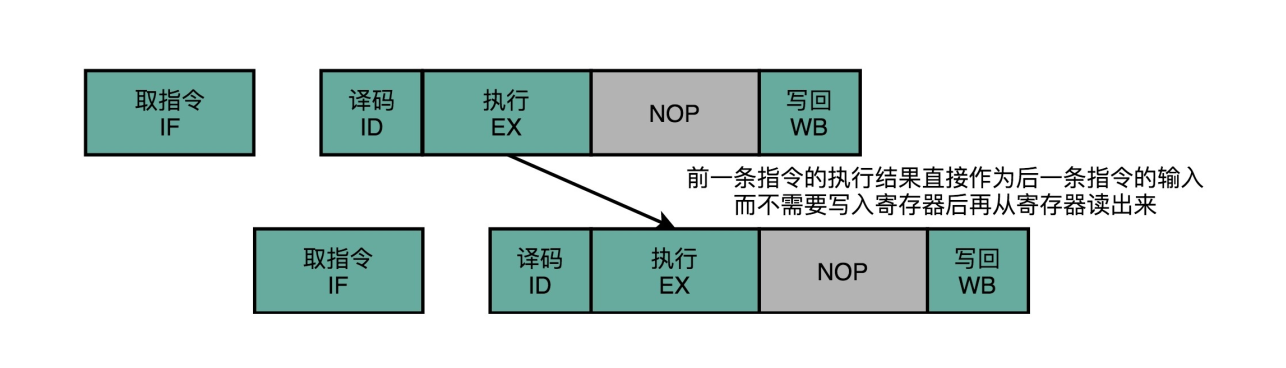 取指令
IF
译码
ID
执行
EX
NOP
写回
WB
前一条指令的执行结果直接作为后一条指令的输入
而不需要写入寄存器后再从寄存器读出来
取指令
IF
译码
ID
执行
EX
NOP
写回
WB